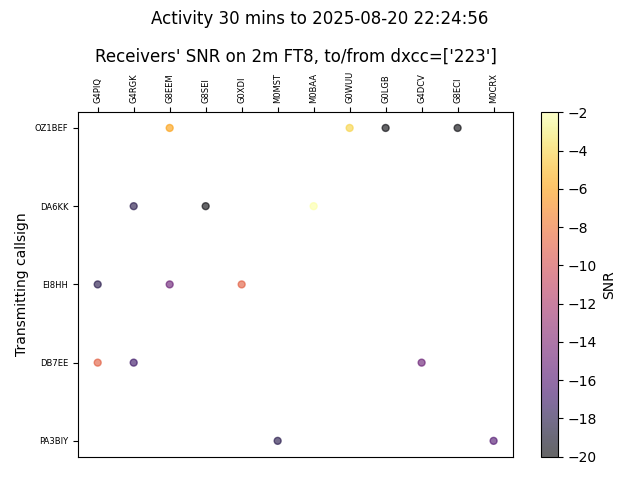 Activity 30 mins to 2025-08-20 22:24:56
Receivers' SNR on 2m FT8, to/from dxcc=['223']
G4PIQ
G4RGK
G8EEM
G8SEI
G0XDI
M0MST
M0BAA
G0WUU
G0LGB
G4DCV
G8ECI
M0CRX
OZ1BEF
DA6KK
EI8HH
DB7EE
PA3BIY
Transmitting callsign
−2
−4
−6
−8
−10
−12
−14
−16
−18
−20
SNR